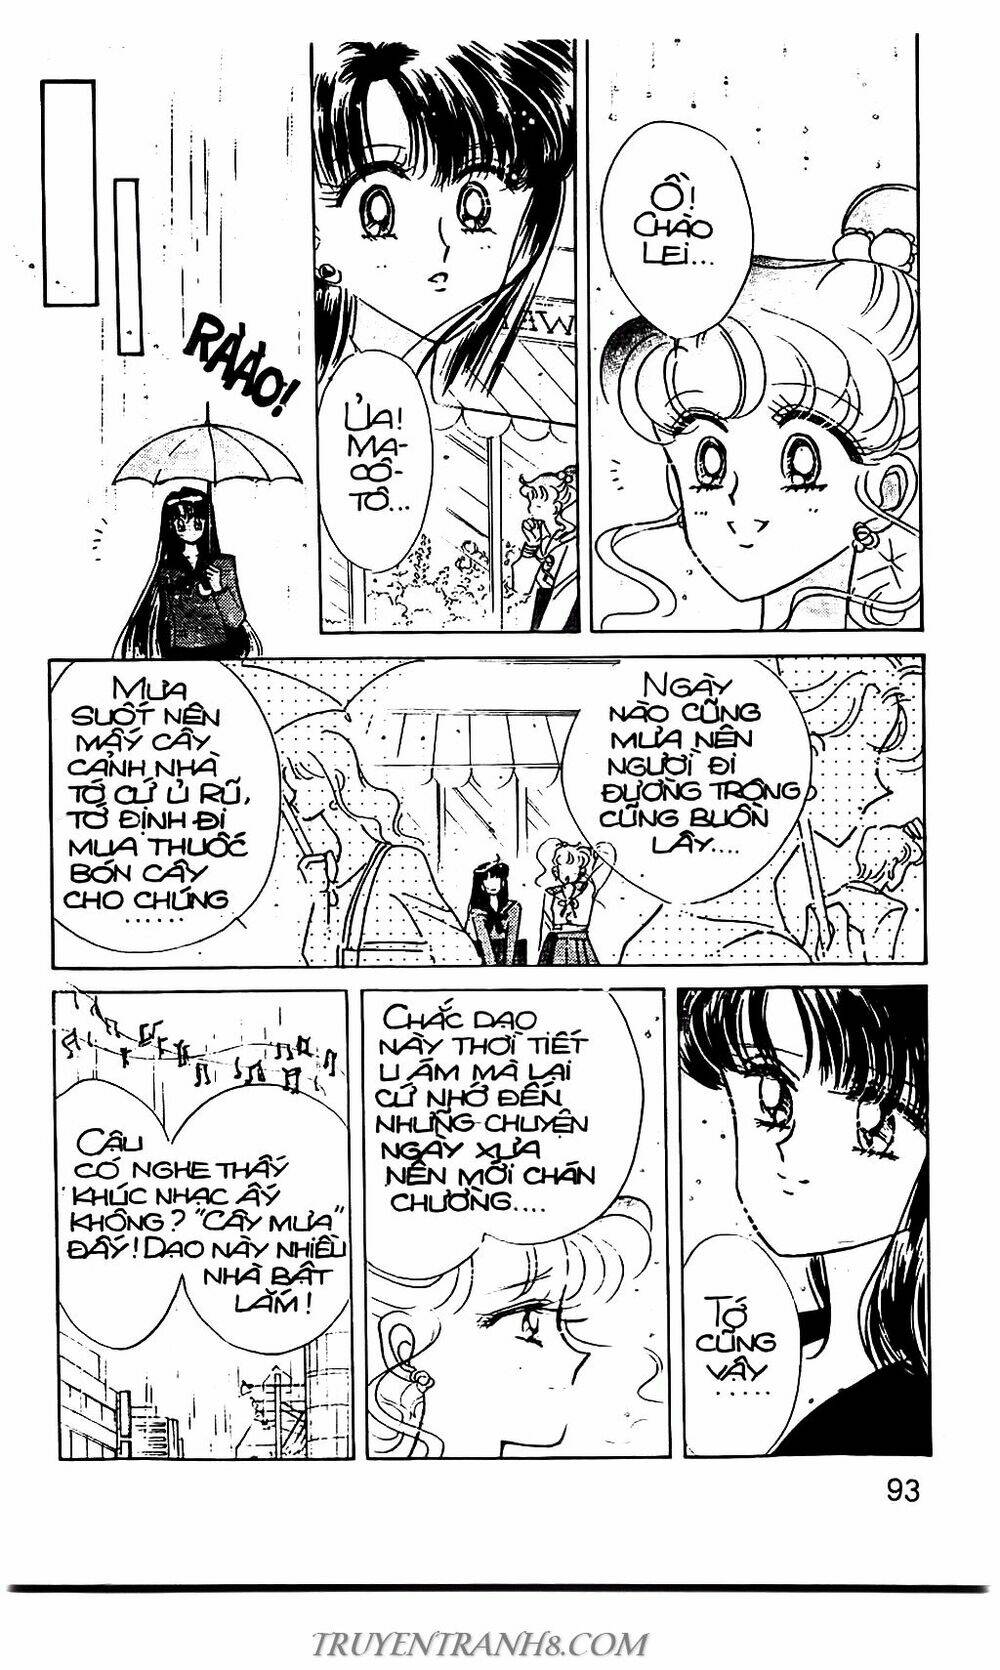 RÀÀO!
ỦA!
MA-
CÔ-
TÔ...
WA
Ồ!
CHÀO
LEI...
MƯA
SUỐT NÊN
MẤY CÂY
CẢNH NHÀ
TỚ CỨ Ủ RŨ,
TỚ ĐỊNH ĐI
MUA THUỐC
BÓN CÂY
CHO CHÚNG
......
NGÀY
NÀO CŨNG
MƯA NÊN
NGƯỜI ĐI
ĐƯỜNG TRÔNG
CŨNG BUỒN
LÂY....
CẬU
CÓ NGHE THẤY
KHÚC NHẠC ẤY
KHÔNG? "CÂY MƯA"
ĐẤY! DẠO NÀY NHIỀU
NHÀ BẬT
LẮM!
CHẮC DẠO
NÀY THỜI TIẾT
U ÁM MÀ LẠI
CỨ NHỚ ĐẾN
NHỮNG CHUYỆN
NGÀY XƯA
NÊN MỚI CHÁN
CHƯỜNG....
TỚ
CŨNG
VẬY
......
93
TRUYENTRANH8.COM